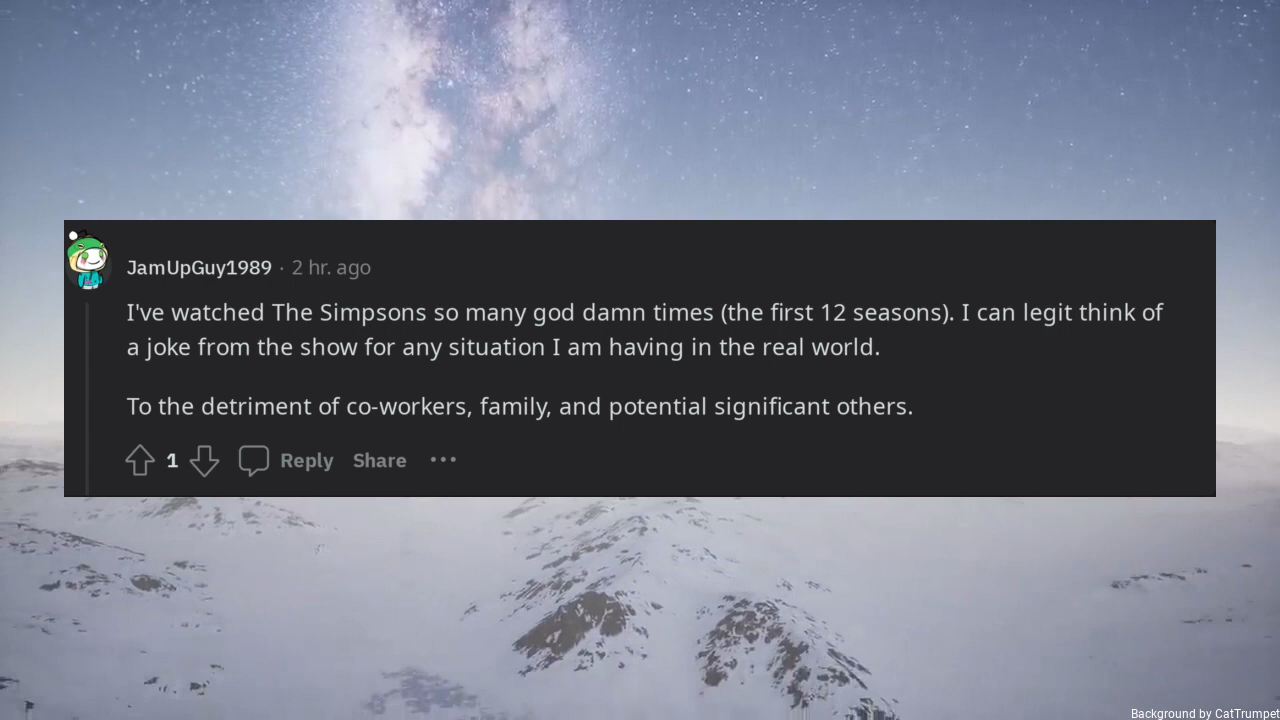 JamUpGuy1989 · 2 hr. ago
I've watched The Simpsons so many god damn times (the first 12 seasons). I can legit think of
a joke from the show for any situation I am having in the real world.
To the detriment of co-workers, family, and potential significant others.
1 Reply Share •••
Background by CatTrumpet